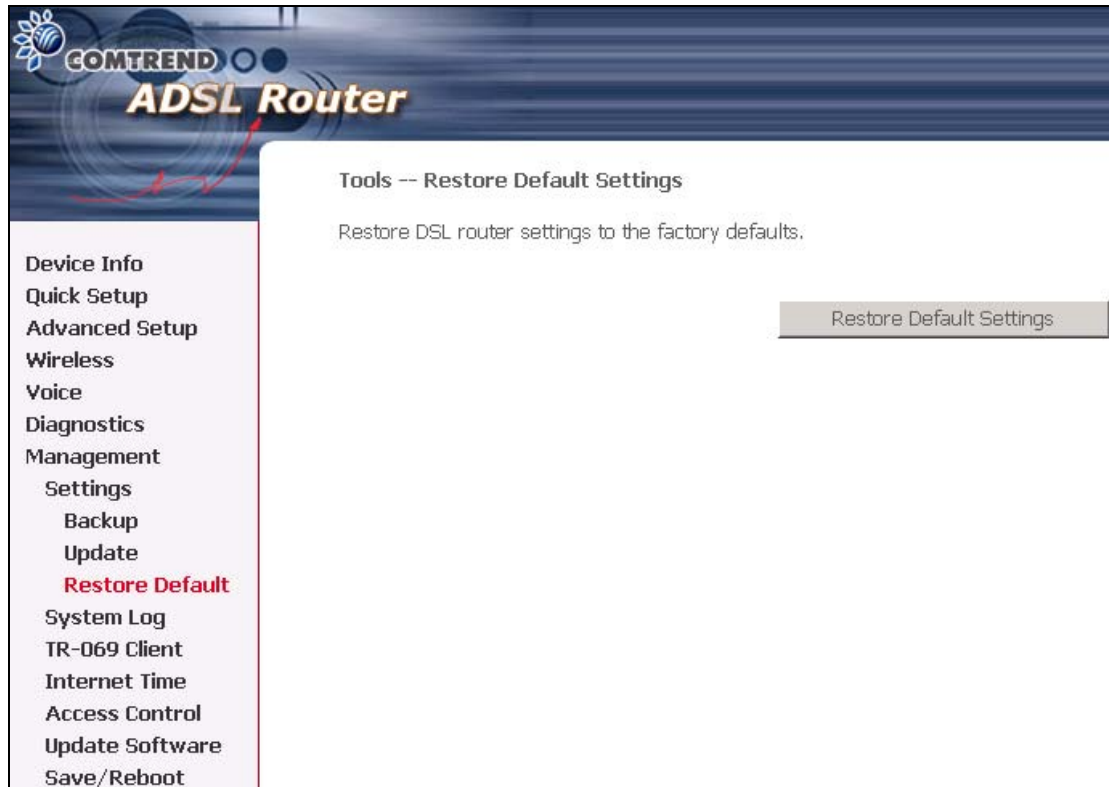 COMTREND
ADSL Router
Tools -- Restore Default Settings
Restore DSL router settings to the factory defaults.
Restore Default Settings
Device Info
Quick Setup
Advanced Setup
Wireless
Voice
Diagnostics
Management
Settings
Backup
Update
Restore Default
System Log
TR-069 Client
Internet Time
Access Control
Update Software
Save/Reboot